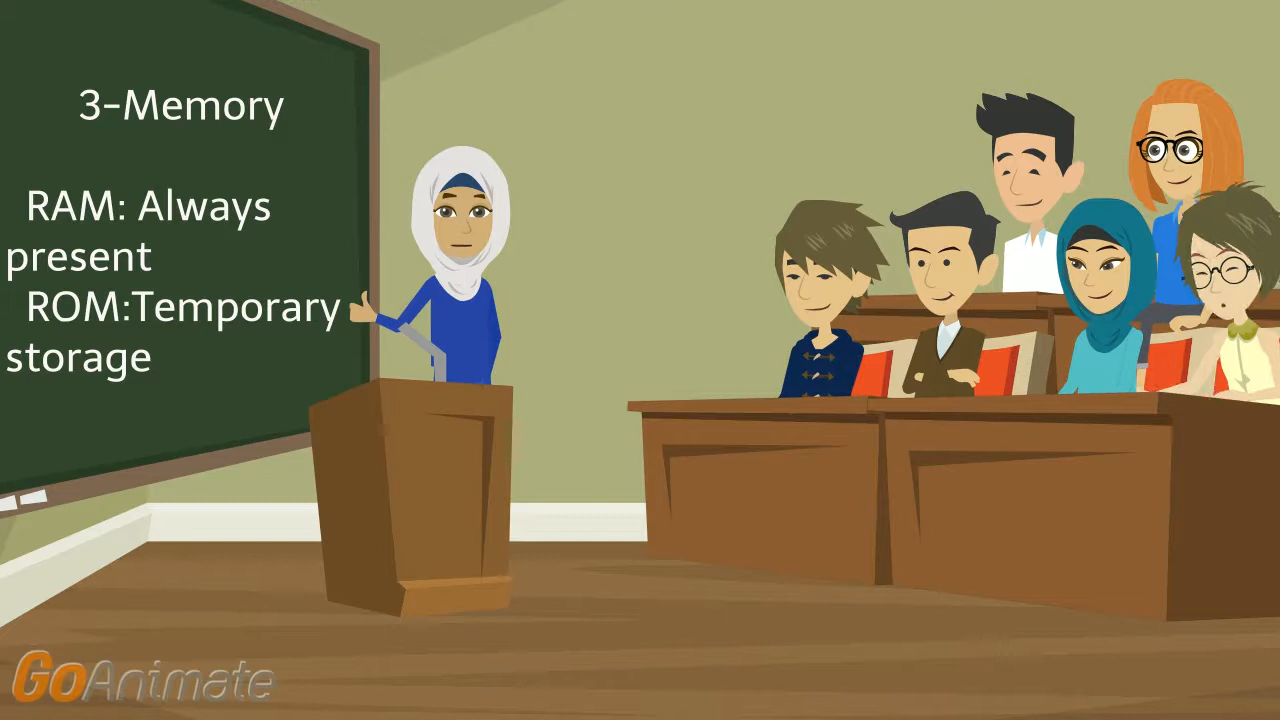 3-Memory
RAM: Always
present
ROM:Temporary
storage
GoAnimate